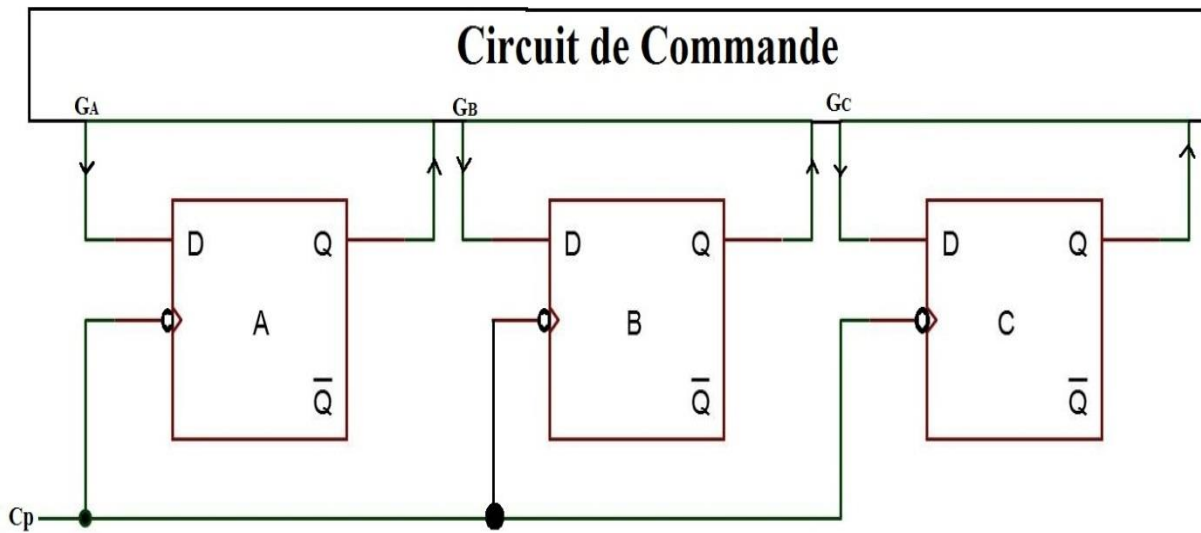 Circuit de Commande
GA GB GC
D Q D Q D Q
A B C
Q̅ Q̅ Q̅
Cp